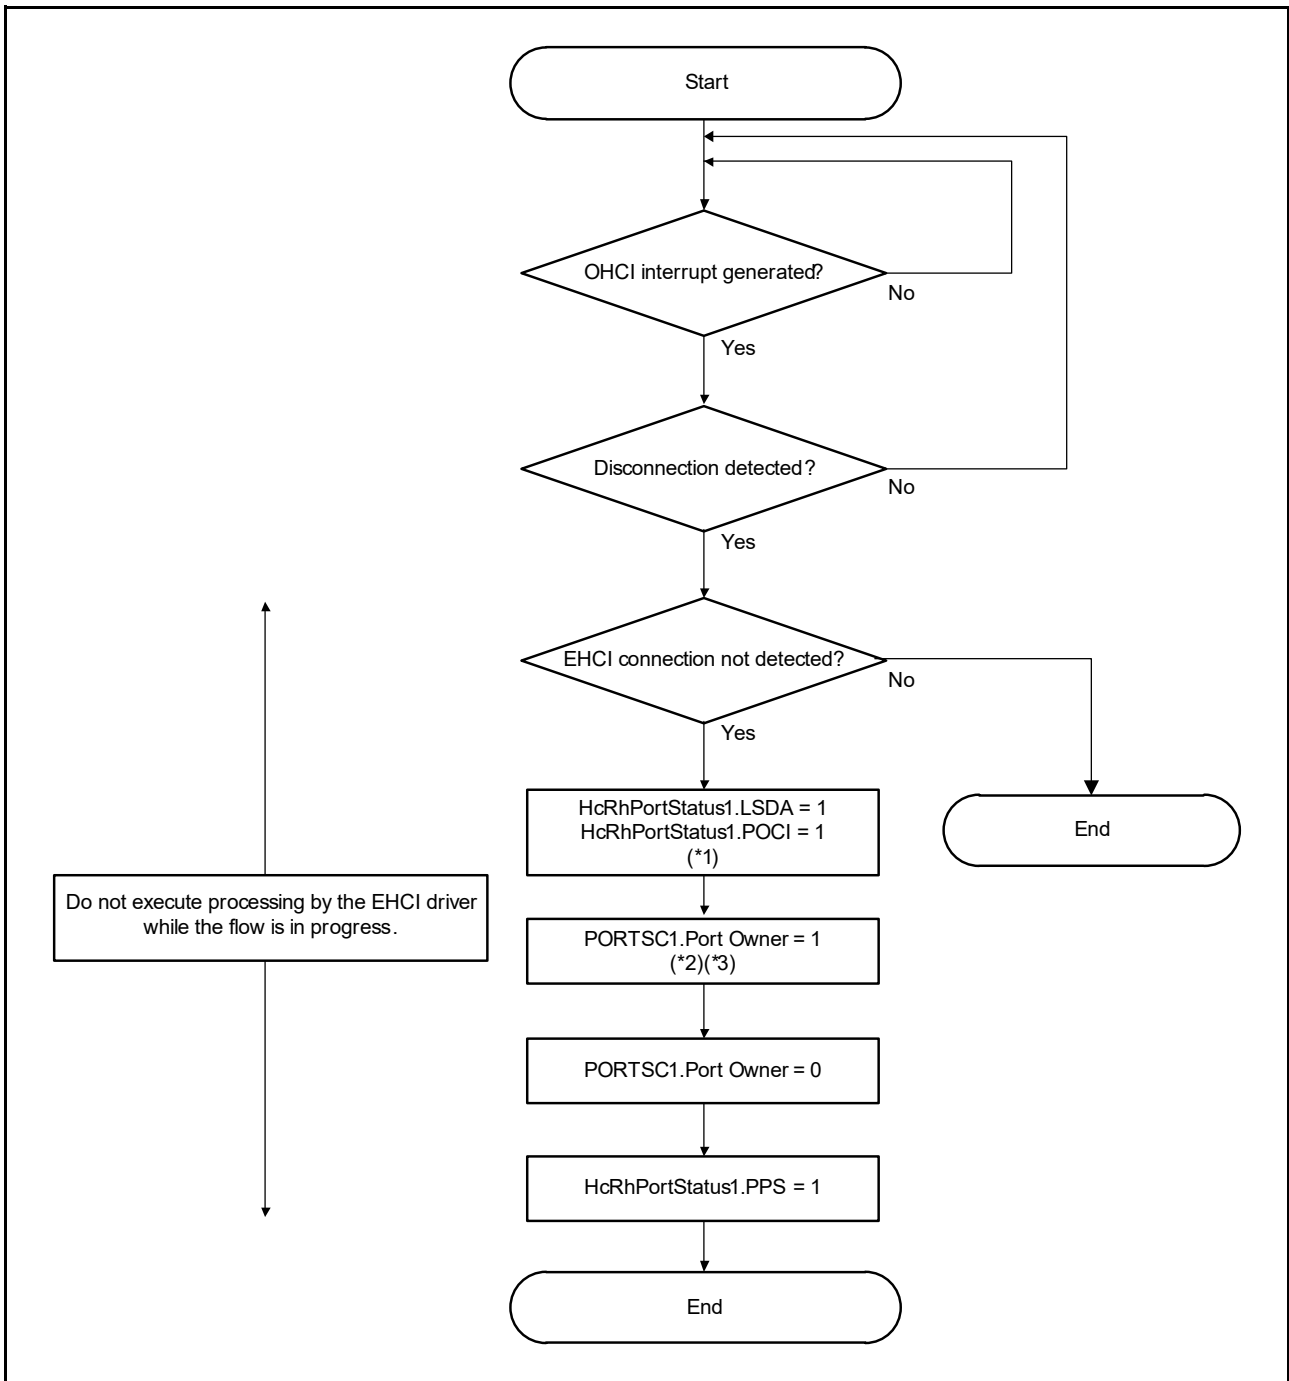 Start
OHCI interrupt generated?
No
Yes
Disconnection detected?
No
Yes
EHCI connection not detected?
No
Yes
HcRhPortStatus1.LSDA = 1
HcRhPortStatus1.POCI = 1
(*1)
End
Do not execute processing by the EHCI driver
while the flow is in progress.
PORTSC1.Port Owner = 1
(*2)(*3)
PORTSC1.Port Owner = 0
HcRhPortStatus1.PPS = 1
End